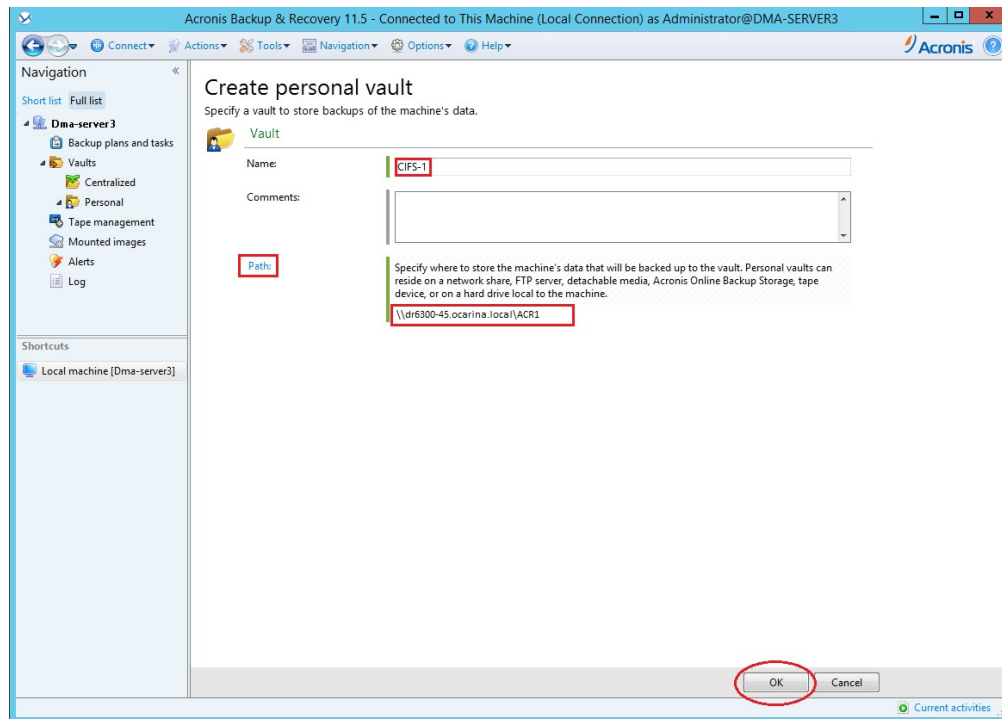 Acronis Backup & Recovery 11.5 - Connected to This Machine (Local Connection) as Administrator@DMA-SERVER3
Connect Actions Tools Navigation Options Help Acronis
Navigation
Short list Full list
Dma-server3
Backup plans and tasks
Vaults
Centralized
Personal
Tape management
Mounted images
Alerts
Log
Shortcuts
Local machine [Dma-server3]
Create personal vault
Specify a vault to store backups of the machine's data.
Vault
Name:
CIFS-1
Comments:
Path:
Specify where to store the machine's data that will be backed up to the vault. Personal vaults can
reside on a network share, FTP server, detachable media, Acronis Online Backup Storage, tape
device, or on a hard drive local to the machine.
\\dr6300-45.ocarina.local\ACR1
OK Cancel
Current activities